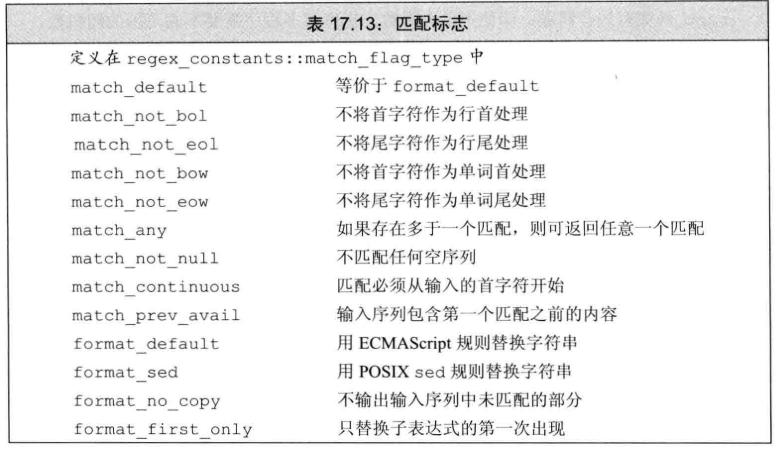 表 17.13：匹配标志
定义在 regex_constants::match_flag_type 中
match_default 等价于 format_default
match_not_bol 不将首字符作为行首处理
match_not_eol 不将尾字符作为行尾处理
match_not_bow 不将首字符作为单词首处理
match_not_eow 不将尾字符作为单词尾处理
match_any 如果存在多于一个匹配，则可返回任意一个匹配
match_not_null 不匹配任何空序列
match_continuous 匹配必须从输入的首字符开始
match_prev_avail 输入序列包含第一个匹配之前的内容
format_default 用 ECMAScript 规则替换字符串
format_sed 用 POSIX sed 规则替换字符串
format_no_copy 不输出输入序列中未匹配的部分
format_first_only 只替换子表达式的第一次出现